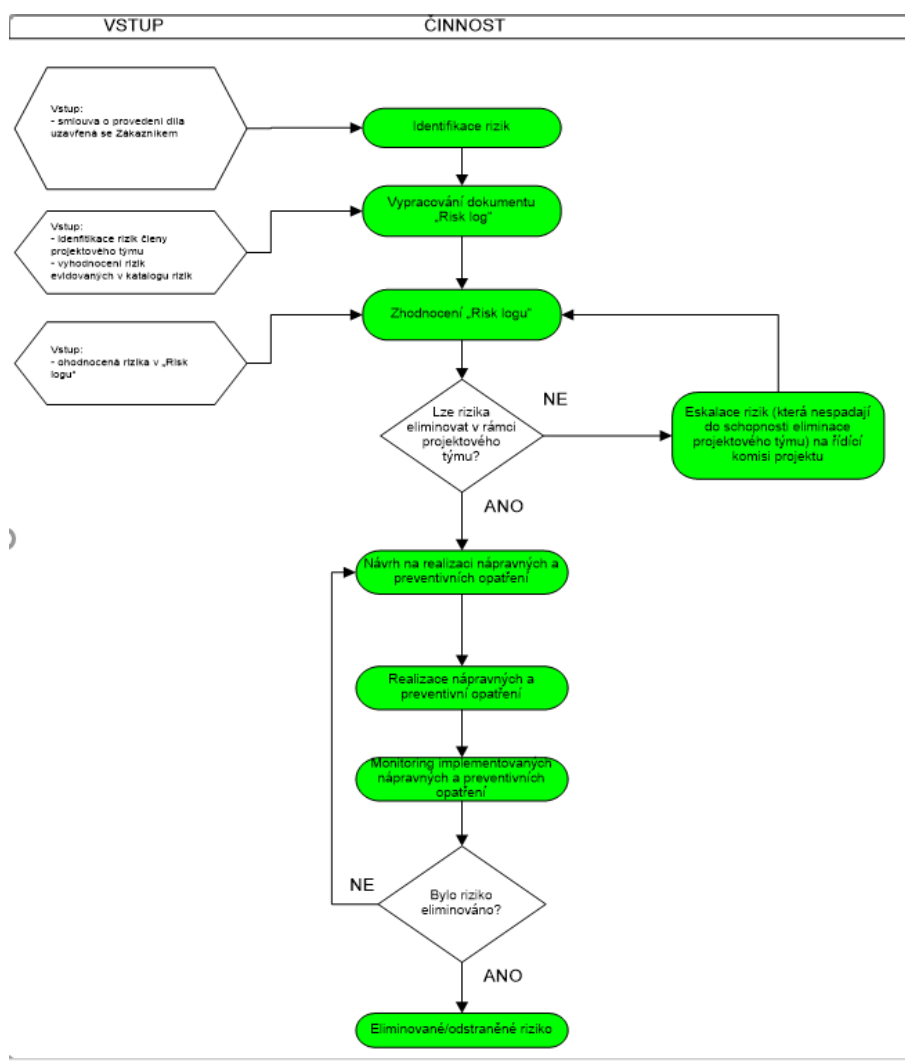 VSTUP
ČINNOST
Vstup:
- smlouva o provedení díla
uzavřená se Zákazníkem
Identifikace rizik
Vypracování dokumentu
„Risk log“
Vstup:
- idenfitikace rizik členy
projektového týmu
- vyhodnocení rizik
evidovaných v katalogu rizik
Zhodnocení „Risk logu“
Vstup:
- ohodnocená rizika v „Risk
logu“
Lze rizika
eliminovat v rámci
projektového
týmu?
NE
Eskalace rizik (která nespadají
do schopnosti eliminace
projektového týmu) na řídící
komisi projektu
ANO
Návrh na realizaci nápravných a
preventivních opatření
Realizace nápravných a
preventivní opatření
Monitoring implementovaných
nápravných a preventivních
opatření
NE
Bylo riziko
eliminováno?
ANO
Eliminované/odstraněné riziko